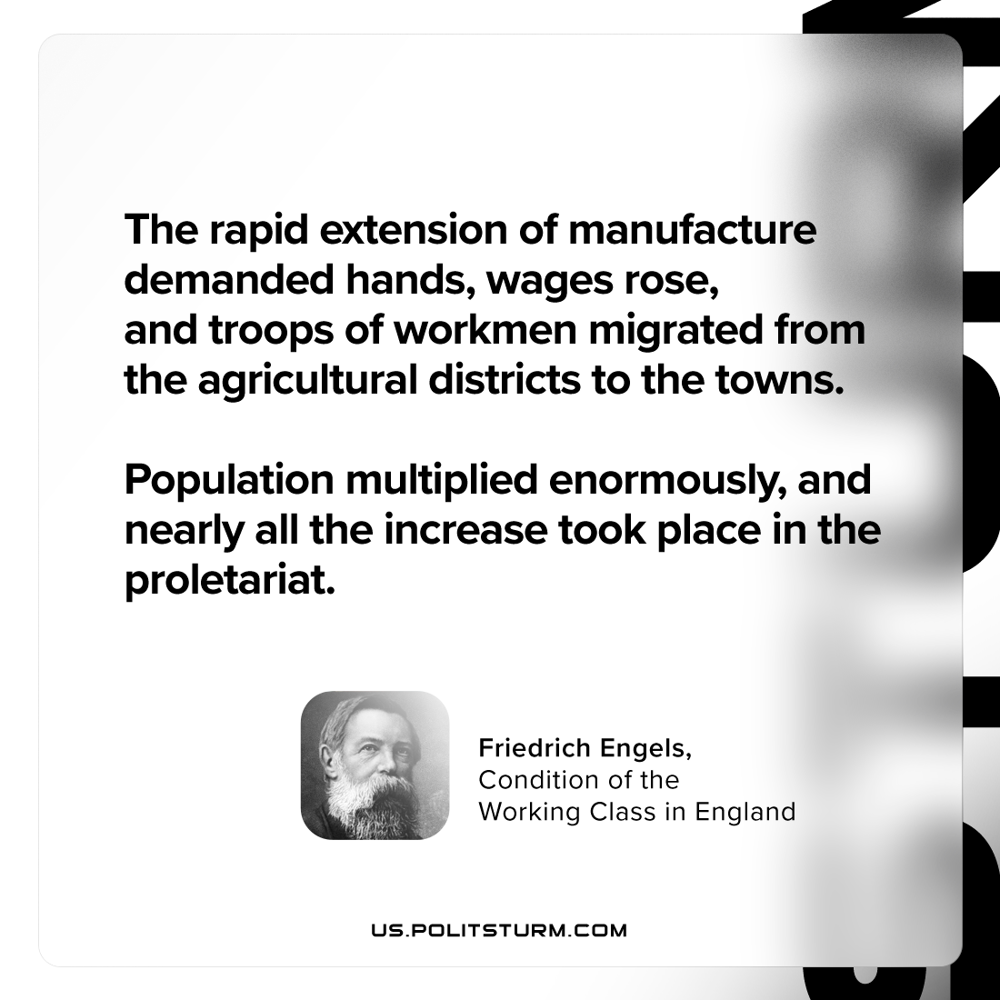 The rapid extension of manufacture
demanded hands, wages rose,
and troops of workmen migrated from
the agricultural districts to the towns.
Population multiplied enormously, and
nearly all the increase took place in the
proletariat.
Friedrich Engels,
Condition of the
Working Class in England
US.POLITSTURM.COM